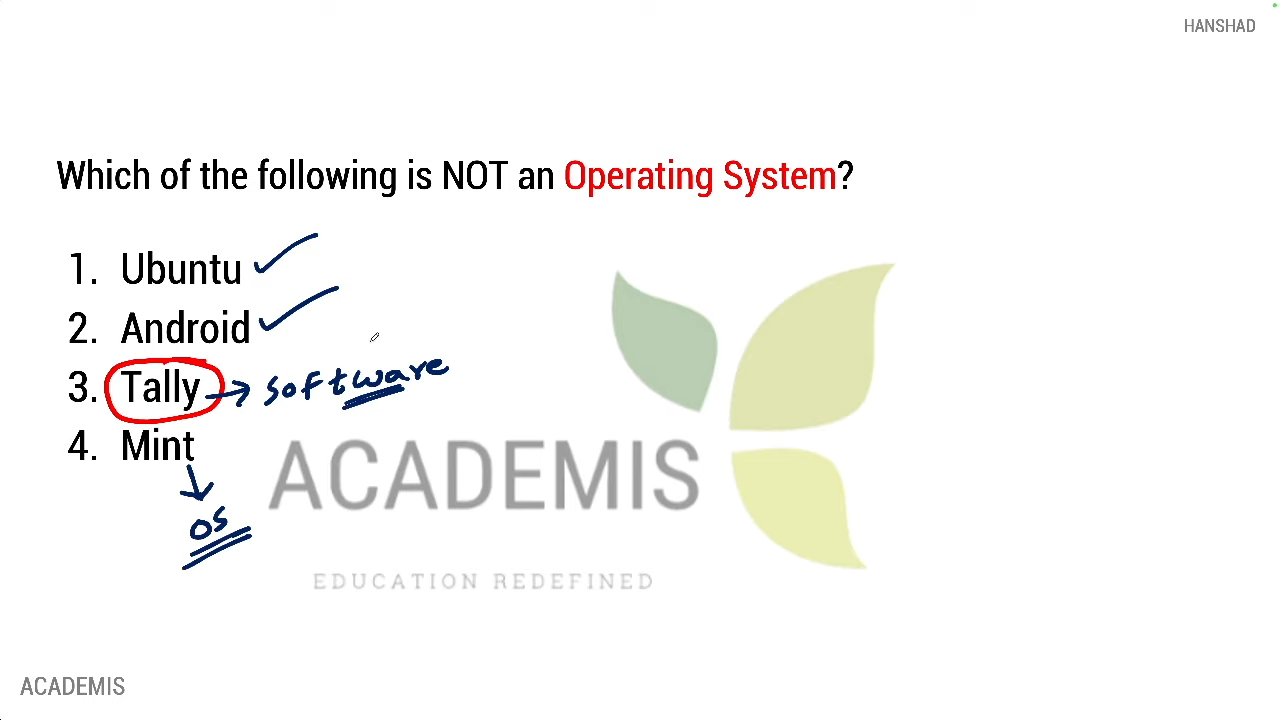 HANSHAD
Which of the following is NOT an Operating System?
1. Ubuntu
2. Android
3. Tally → software
4. Mint
OS
ACADEMIS
EDUCATION REDEFINED
ACADEMIS